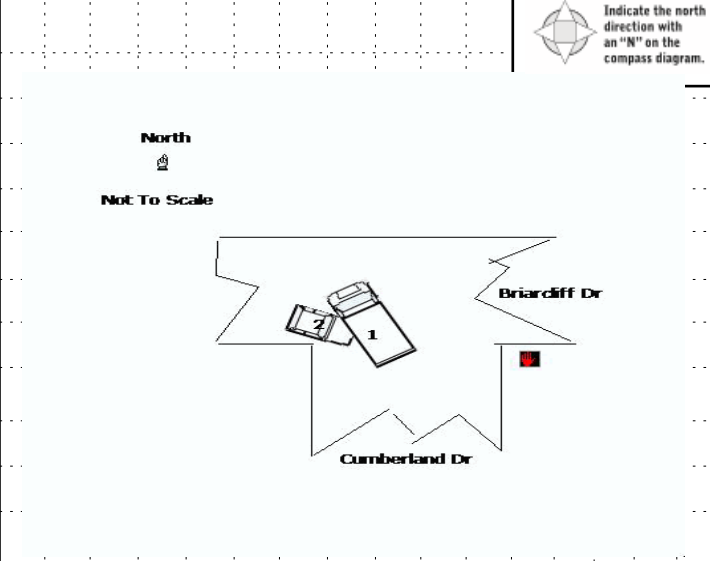 Indicate the north
direction with
an "N" on the
compass diagram.
North
Not To Scale
Briarcliff Dr
2
1
Cumberland Dr